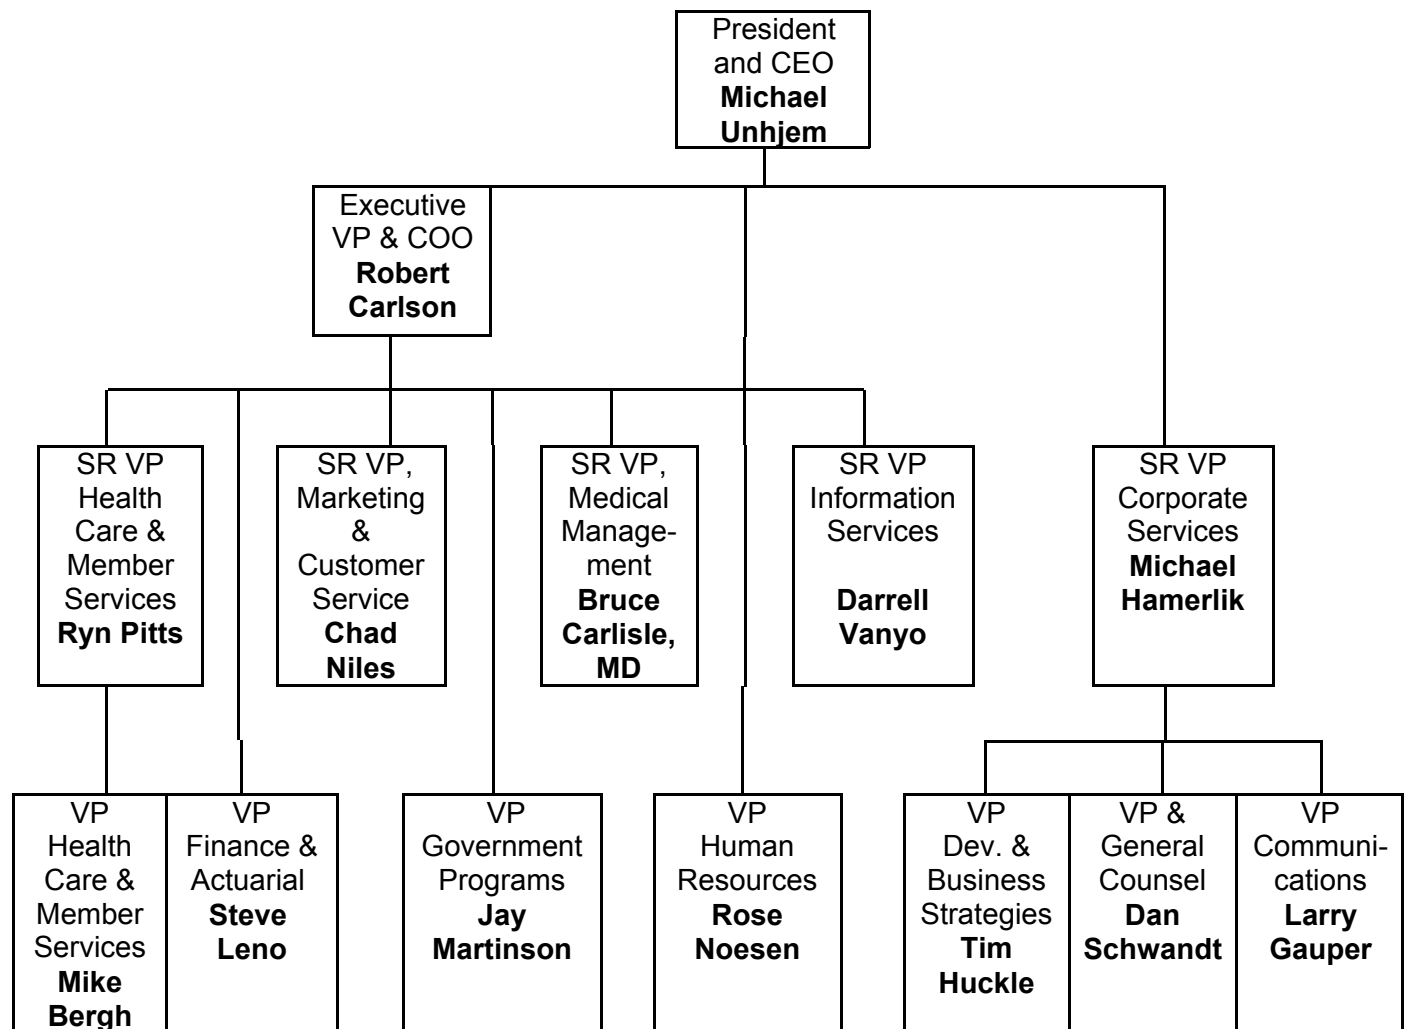 President
and CEO
Michael
Unhjem
Executive
VP & COO
Robert
Carlson
SR VP
Health
Care &
Member
Services
Ryn Pitts
SR VP,
Marketing
&
Customer
Service
Chad
Niles
SR VP,
Medical
Manage-
ment
Bruce
Carlisle,
MD
SR VP
Information
Services
Darrell
Vanyo
SR VP
Corporate
Services
Michael
Hamerlik
VP
Health
Care &
Member
Services
Mike
Bergh
VP
Finance &
Actuarial
Steve
Leno
VP
Government
Programs
Jay
Martinson
VP
Human
Resources
Rose
Noesen
VP
Dev. &
Business
Strategies
Tim
Huckle
VP &
General
Counsel
Dan
Schwandt
VP
Communi-
cations
Larry
Gauper